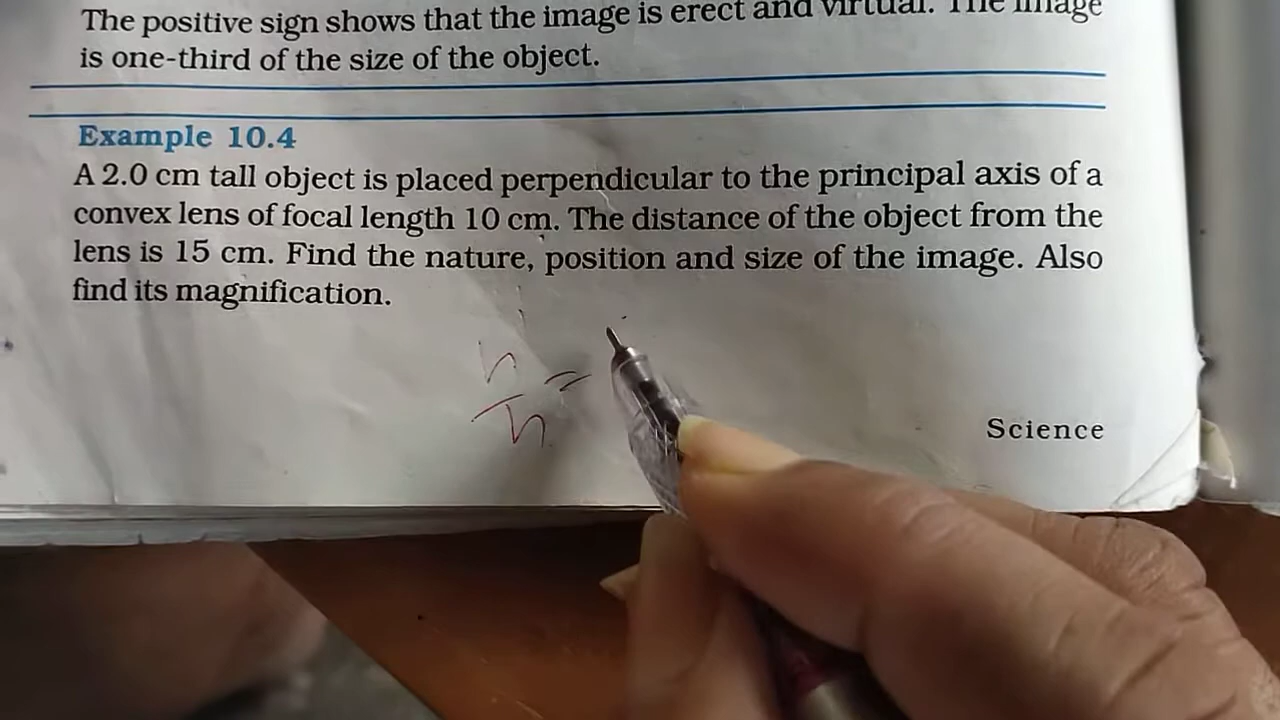 The positive sign shows that the image is erect and virtual. The image
is one-third of the size of the object.
Example 10.4
A 2.0 cm tall object is placed perpendicular to the principal axis of a
convex lens of focal length 10 cm. The distance of the object from the
lens is 15 cm. Find the nature, position and size of the image. Also
find its magnification.
h
h =
Science